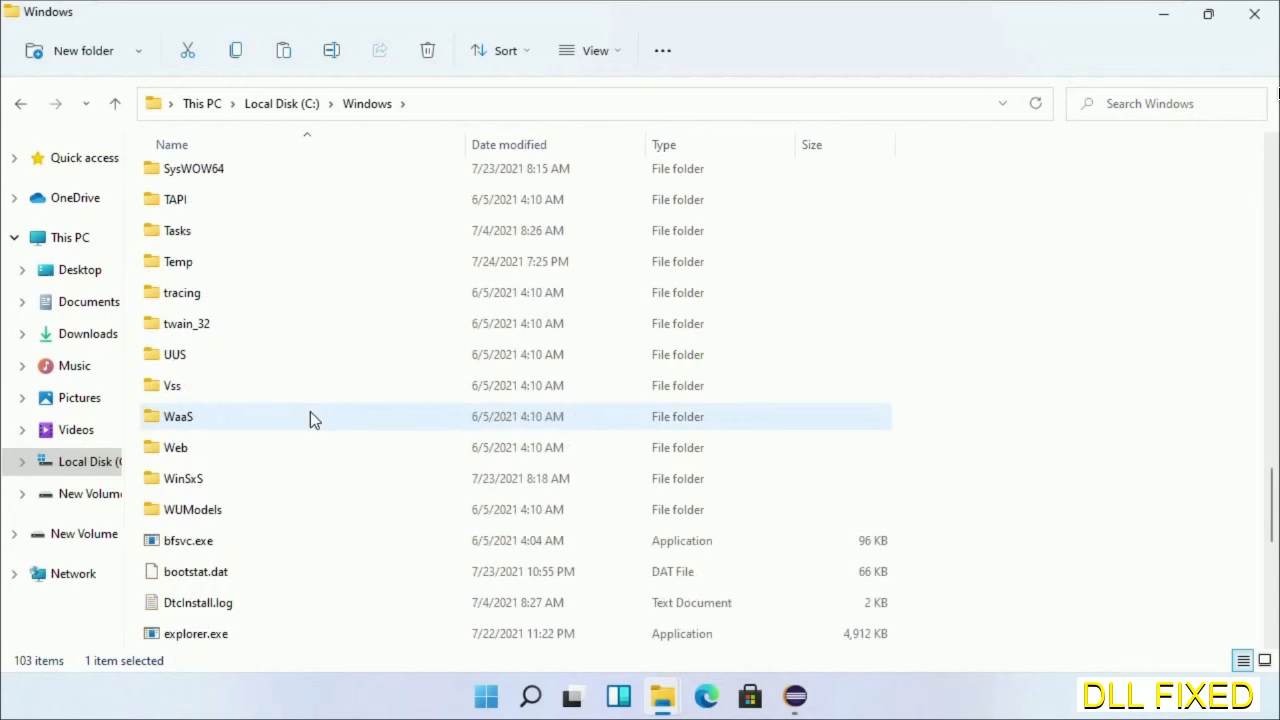 Windows
New folder Sort View
This PC Local Disk (C:) Windows Search Windows
Name Date modified Type Size
Quick access
OneDrive
This PC
Desktop
Documents
Downloads
Music
Pictures
Videos
Local Disk (
New Volum
New Volume
Network
SysWOW64 7/23/2021 8:15 AM File folder
TAPI 6/5/2021 4:10 AM File folder
Tasks 7/4/2021 8:26 AM File folder
Temp 7/24/2021 7:25 PM File folder
tracing 6/5/2021 4:10 AM File folder
twain_32 6/5/2021 4:10 AM File folder
UUS 6/5/2021 4:10 AM File folder
Vss 6/5/2021 4:10 AM File folder
WaaS 6/5/2021 4:10 AM File folder
Web 6/5/2021 4:10 AM File folder
WinSxS 7/23/2021 8:18 AM File folder
WUModels 6/5/2021 4:10 AM File folder
bfsvc.exe 6/5/2021 4:04 AM Application 96 KB
bootstat.dat 7/23/2021 10:55 PM DAT File 66 KB
DtcInstall.log 7/4/2021 8:27 AM Text Document 2 KB
explorer.exe 7/22/2021 11:22 PM Application 4,912 KB
103 items 1 item selected
DLL FIXED